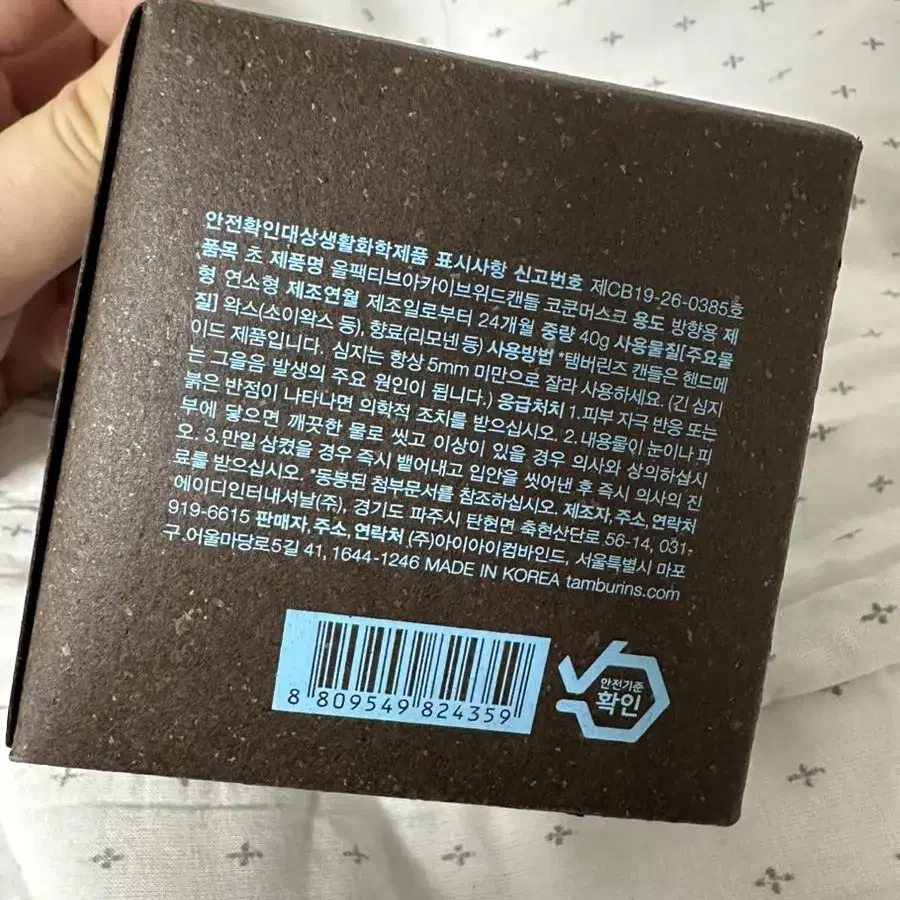 안전확인대상생활화학제품 표시사항 신고번호 제CB19-26-0385호
품목 초 제품명 올팩티브아카이브위드캔들 코쿤머스크 용도 방향용 제
형 연소형 제조연월 제조일로부터 24개월 중량 40g 사용물질[주요물
질] 왁스(소이왁스 등), 향료(리모넨 등) 사용방법 *탬버린즈 캔들은 핸드메
이드 제품입니다. 심지는 항상 5mm 미만으로 잘라 사용하세요. (긴 심지
는 그을음 발생의 주요 원인이 됩니다.) 응급처치 1. 피부 자극 반응 또는
붉은 반점이 나타나면 의학적 조치를 받으십시오. 2. 내용물이 눈이나 피
부에 닿으면 깨끗한 물로 씻고 이상이 있을 경우 의사와 상의하십시
오. 3. 만일 삼켰을 경우 즉시 뱉어내고 입안을 씻어낸 후 즉시 의사의 진
료를 받으십시오. *동봉된 첨부문서를 참조하십시오. 제조자, 주소, 연락처
에이디인터내셔날(주), 경기도 파주시 탄현면 축현산단로 56-14, 031-
919-6615 판매자, 주소, 연락처 (주)아이아이컴바인드, 서울특별시 마포
구 어울마당로5길 41, 1644-1246 MADE IN KOREA tamburins.com
8 809549 824359
안전기준
확인